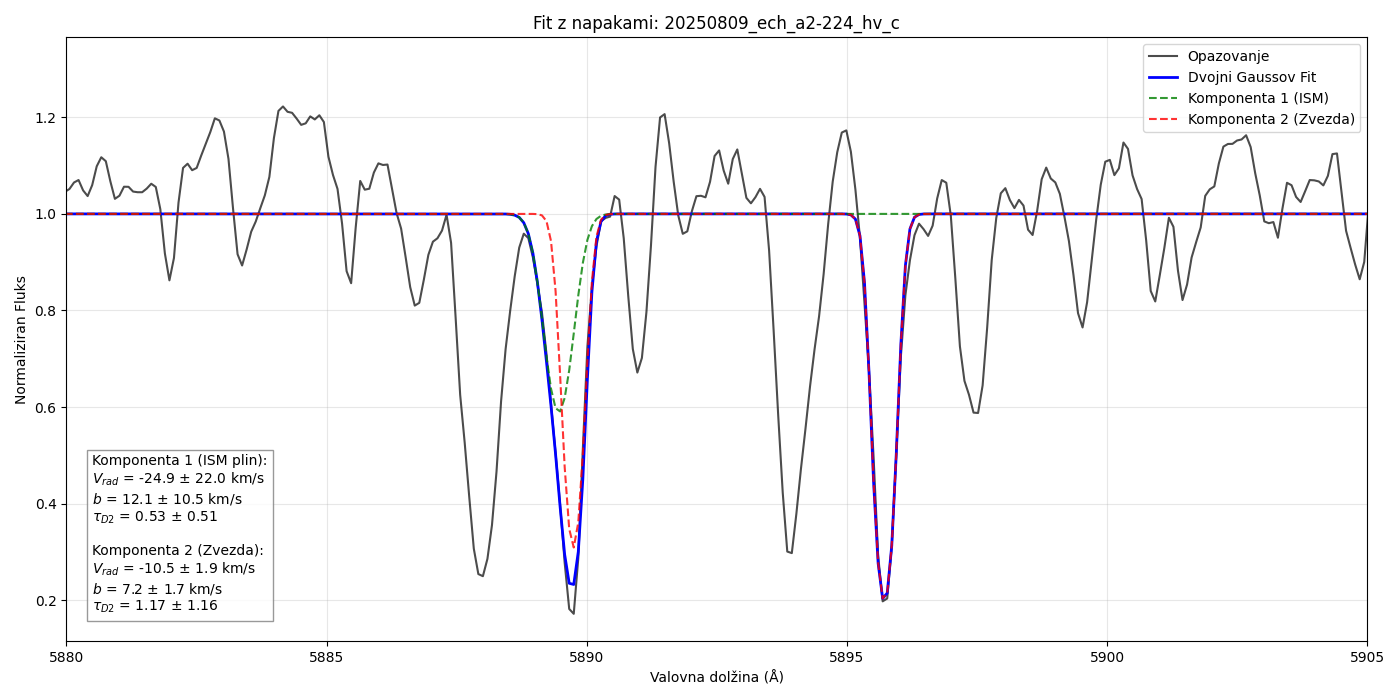 Fit z napakami: 20250809_ech_a2-224_hv_c
Normaliziran Fluks
1.2
1.0
0.8
0.6
0.4
0.2
Opazovanje
Dvojni Gaussov Fit
Komponenta 1 (ISM)
Komponenta 2 (Zvezda)
Komponenta 1 (ISM plin):
V_rad = -24.9 ± 22.0 km/s
b = 12.1 ± 10.5 km/s
τ_D2 = 0.53 ± 0.51
Komponenta 2 (Zvezda):
V_rad = -10.5 ± 1.9 km/s
b = 7.2 ± 1.7 km/s
τ_D2 = 1.17 ± 1.16
5880 5885 5890 5895 5900 5905
Valovna dolžina (Å)